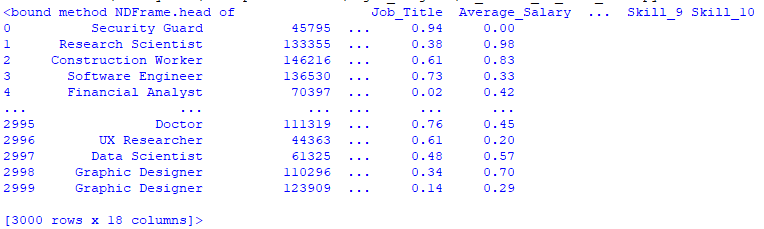 <bound method NDFrame.head of Job_Title Average_Salary ... Skill_9 Skill_10
0 Security Guard 45795 ... 0.94 0.00
1 Research Scientist 133355 ... 0.38 0.98
2 Construction Worker 146216 ... 0.61 0.83
3 Software Engineer 136530 ... 0.73 0.33
4 Financial Analyst 70397 ... 0.02 0.42
... ... ... ... ... ...
2995 Doctor 111319 ... 0.76 0.45
2996 UX Researcher 44363 ... 0.61 0.20
2997 Data Scientist 61325 ... 0.48 0.57
2998 Graphic Designer 110296 ... 0.34 0.70
2999 Graphic Designer 123909 ... 0.14 0.29
[3000 rows x 18 columns]>